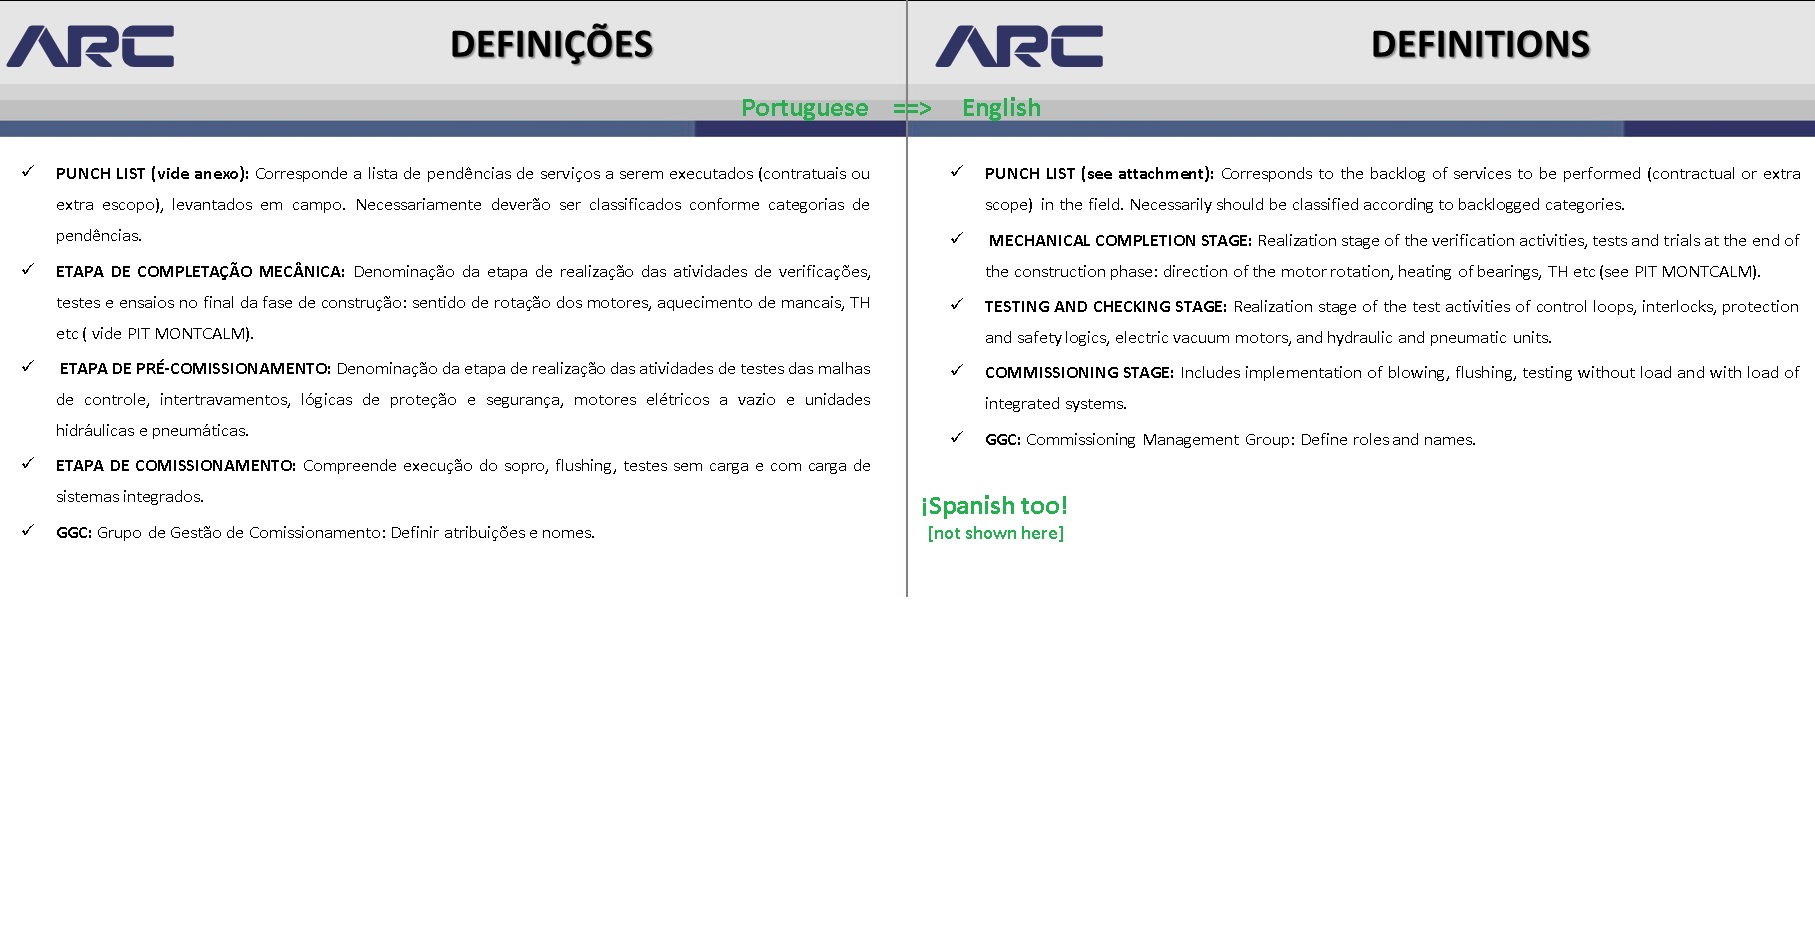 ARC
DEFINIÇÕES
ARC
DEFINITIONS
Portuguese ==> English
✓ PUNCH LIST (vide anexo): Corresponde a lista de pendências de serviços a serem executados (contratuais ou
extra escopo), levantados em campo. Necessariamente deverão ser classificados conforme categorias de
pendências.
✓ ETAPA DE COMPLETAÇÃO MECÂNICA: Denominação da etapa de realização das atividades de verificações,
testes e ensaios no final da fase de construção: sentido de rotação dos motores, aquecimento de mancais, TH
etc ( vide PIT MONTCALM).
✓ ETAPA DE PRÉ-COMISSIONAMENTO: Denominação da etapa de realização das atividades de testes das malhas
de controle, intertravamentos, lógicas de proteção e segurança, motores elétricos a vazio e unidades
hidráulicas e pneumáticas.
✓ ETAPA DE COMISSIONAMENTO: Compreende execução do sopro, flushing, testes sem carga e com carga de
sistemas integrados.
✓ GGC: Grupo de Gestão de Comissionamento: Definir atribuições e nomes.
✓ PUNCH LIST (see attachment): Corresponds to the backlog of services to be performed (contractual or extra
scope) in the field. Necessarily should be classified according to backlogged categories.
✓ MECHANICAL COMPLETION STAGE: Realization stage of the verification activities, tests and trials at the end of
the construction phase: direction of the motor rotation, heating of bearings, TH etc (see PIT MONTCALM).
✓ TESTING AND CHECKING STAGE: Realization stage of the test activities of control loops, interlocks, protection
and safety logics, electric vacuum motors, and hydraulic and pneumatic units.
✓ COMMISSIONING STAGE: Includes implementation of blowing, flushing, testing without load and with load of
integrated systems.
✓ GGC: Commissioning Management Group: Define roles and names.
¡Spanish too!
[not shown here]